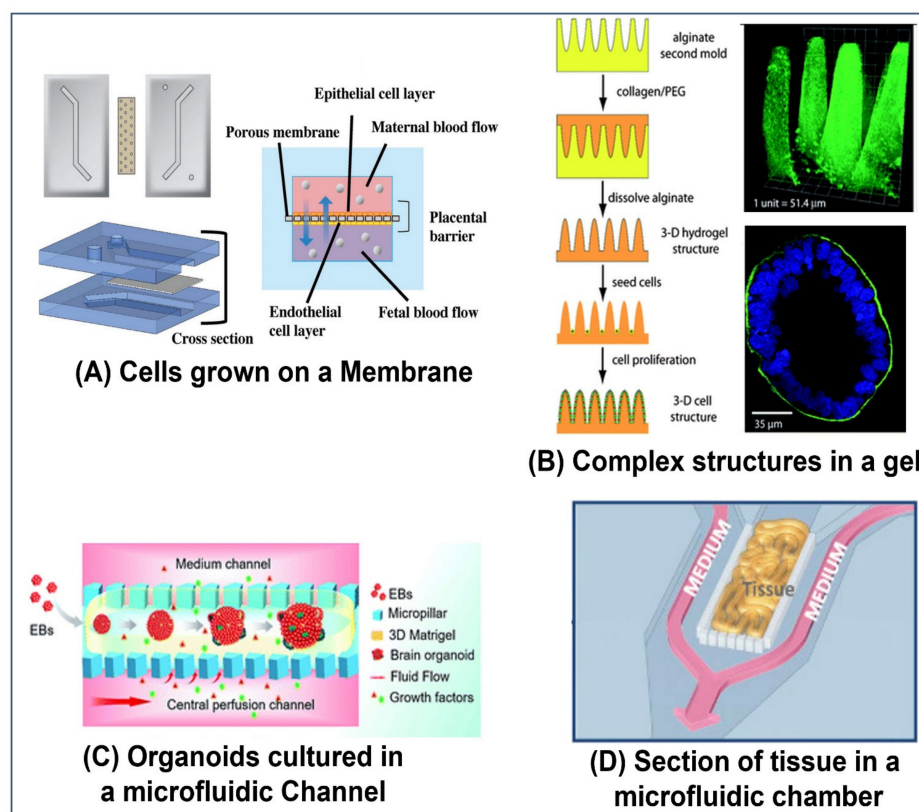 Epithelial cell layer
Porous membrane
Maternal blood flow
Placental
barrier
Endothelial
cell layer
Fetal blood flow
Cross section
(A) Cells grown on a Membrane
alginate
second mold
collagen/PEG
dissolve alginate
3-D hydrogel
structure
seed cells
cell proliferation
3-D cell
structure
1 unit = 51.4 µm
35 µm
(B) Complex structures in a gel
Medium channel
EBs
Central perfusion channel
EBs
Micropillar
3D Matrigel
Brain organoid
Fluid Flow
Growth factors
(C) Organoids cultured in
a microfluidic Channel
MEDIUM
Tissue
MEDIUM
(D) Section of tissue in a
microfluidic chamber